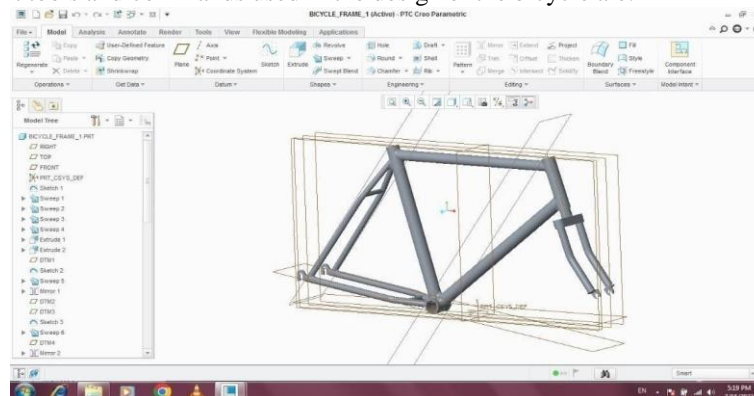 BICYCLE_FRAME_1 (Active) - PTC Creo Parametric
File Model Analysis Annotate Render Tools View Flexible Modeling Applications
Regenerate
Copy
Paste
Delete
User-Defined Feature
Copy Geometry
Shrinkwrap
Plane
Axis
Point
Coordinate System
Sketch
Extrude
Revolve
Sweep
Swept Blend
Hole
Round
Chamfer
Draft
Shell
Rib
Pattern
Mirror
Trim
Merge
Extend
Offset
Intersect
Project
Thicken
Solidify
Boundary Blend
Fill
Style
Freestyle
Component Interface
Operations Get Data Datum Shapes Engineering Editing Surfaces Model Intent
Model Tree
BICYCLE_FRAME_1.PRT
RIGHT
TOP
FRONT
PRT_CSYS_DEF
Sketch 1
Sweep 1
Sweep 2
Sweep 3
Sweep 4
Extrude 1
Extrude 2
DTM1
Sketch 2
Sweep 5
Mirror 1
DTM2
DTM3
Sketch 5
Sweep 6
DTM4
Mirror 2
Smart
EN
5:19 PM